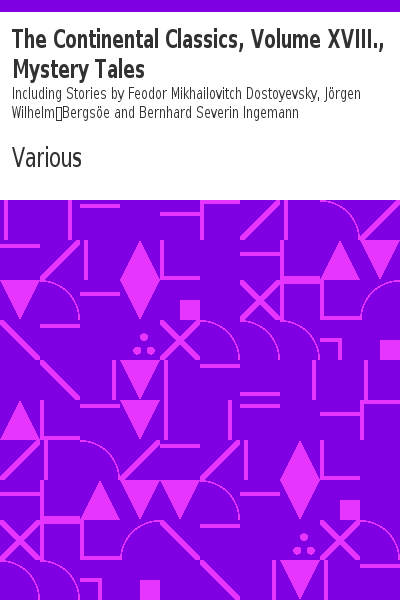 The Continental Classics, Volume XVIII.,
Mystery Tales
Including Stories by Feodor Mikhailovitch Dostoyevsky, Jörgen
Wilhelm▯Bergsöe and Bernhard Severin Ingemann
Various